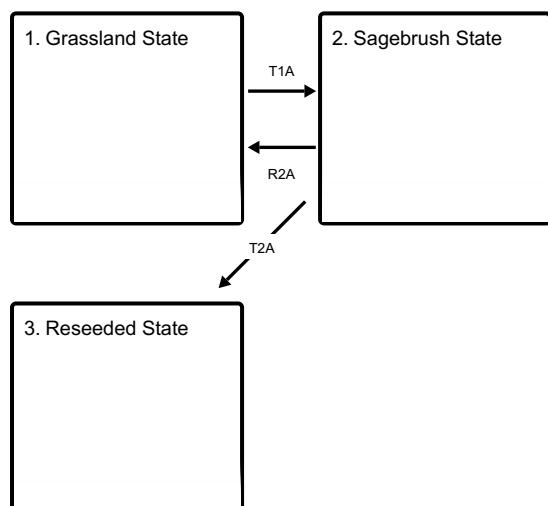 1. Grassland State
2. Sagebrush State
T1A
R2A
T2A
3. Reseeded State